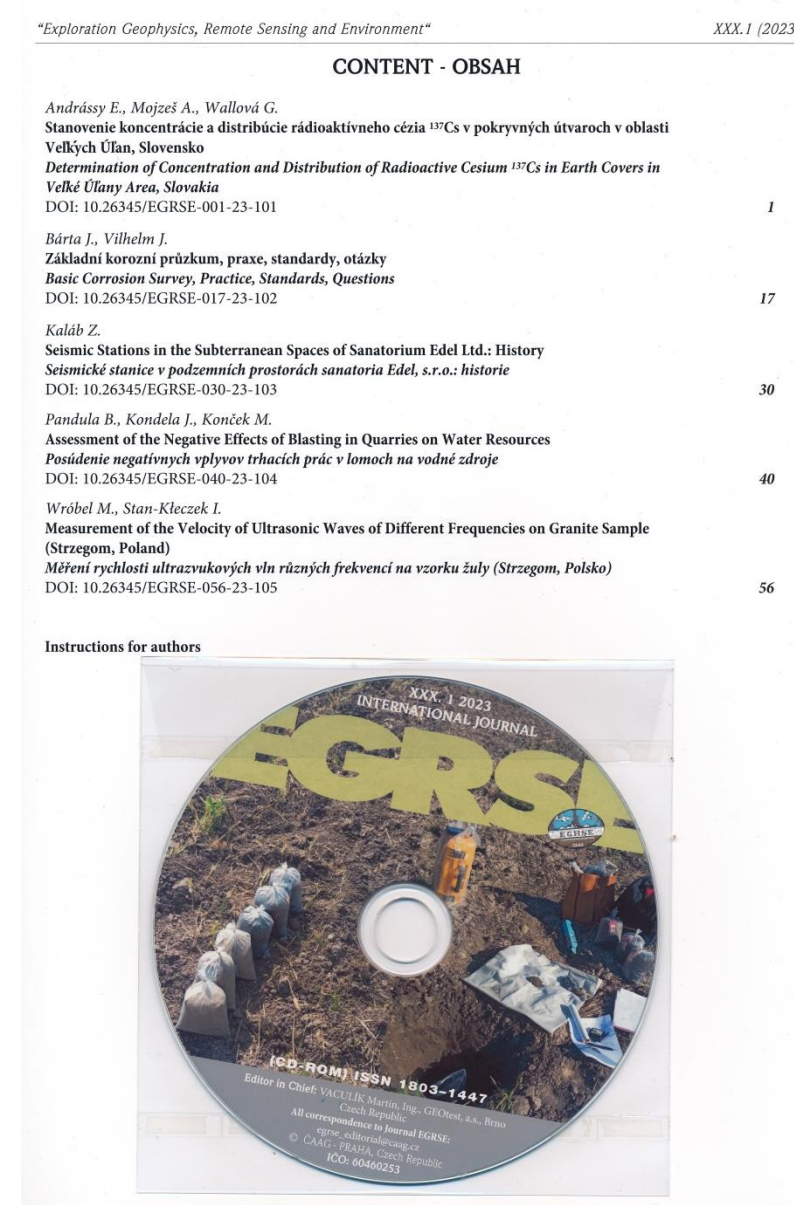 "Exploration Geophysics, Remote Sensing and Environment" XXX.1 (2023
CONTENT - OBSAH
Andrássy E., Mojzeš A., Wallová G.
Stanovenie koncentrácie a distribúcie rádioaktívneho cézia ¹³⁷Cs v pokryvných útvaroch v oblasti
Veľkých Úľan, Slovensko
Determination of Concentration and Distribution of Radioactive Cesium ¹³⁷Cs in Earth Covers in
Veľké Úľany Area, Slovakia
DOI: 10.26345/EGRSE-001-23-101 1
Bárta J., Vilhelm J.
Základní korozní průzkum, praxe, standardy, otázky
Basic Corrosion Survey, Practice, Standards, Questions
DOI: 10.26345/EGRSE-017-23-102 17
Kaláb Z.
Seismic Stations in the Subterranean Spaces of Sanatorium Edel Ltd.: History
Seismické stanice v podzemních prostorách sanatoria Edel, s.r.o.: historie
DOI: 10.26345/EGRSE-030-23-103 30
Pandula B., Kondela J., Konček M.
Assessment of the Negative Effects of Blasting in Quarries on Water Resources
Posúdenie negatívnych vplyvov trhacích prác v lomoch na vodné zdroje
DOI: 10.26345/EGRSE-040-23-104 40
Wróbel M., Stan-Kłeczek I.
Measurement of the Velocity of Ultrasonic Waves of Different Frequencies on Granite Sample
(Strzegom, Poland)
Měření rychlosti ultrazvukových vln různých frekvencí na vzorku žuly (Strzegom, Polsko)
DOI: 10.26345/EGRSE-056-23-105 56
Instructions for authors
XXX. 1 2023
INTERNATIONAL JOURNAL
EGRSE
EGRSE
(CD-ROM) ISSN 1803-1447
Editor in Chief: VACULÍK Martin, Ing., GEOtest, a.s., Brno
Czech Republic
All correspondence to Journal EGRSE:
egrse_editorial@caag.cz
© CAAG - PRAHA, Czech Republic
IČO: 60460253